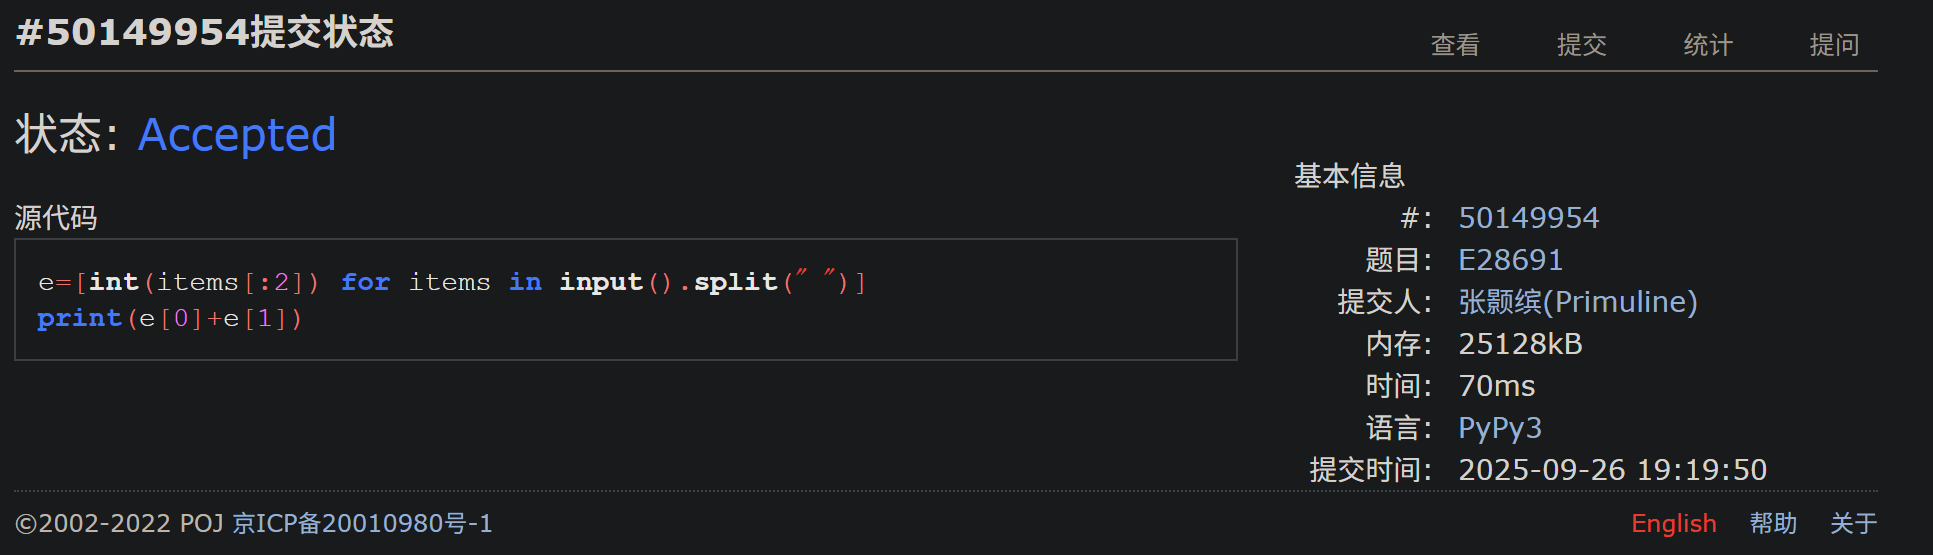 #50149954提交状态
查看 提交 统计 提问
状态: Accepted
源代码
e=[int(items[:2]) for items in input().split(" ")]
print(e[0]+e[1])
基本信息
#: 50149954
题目: E28691
提交人: 张颢缤(Primuline)
内存: 25128kB
时间: 70ms
语言: PyPy3
提交时间: 2025-09-26 19:19:50
©2002-2022 POJ 京ICP备20010980号-1
English 帮助 关于